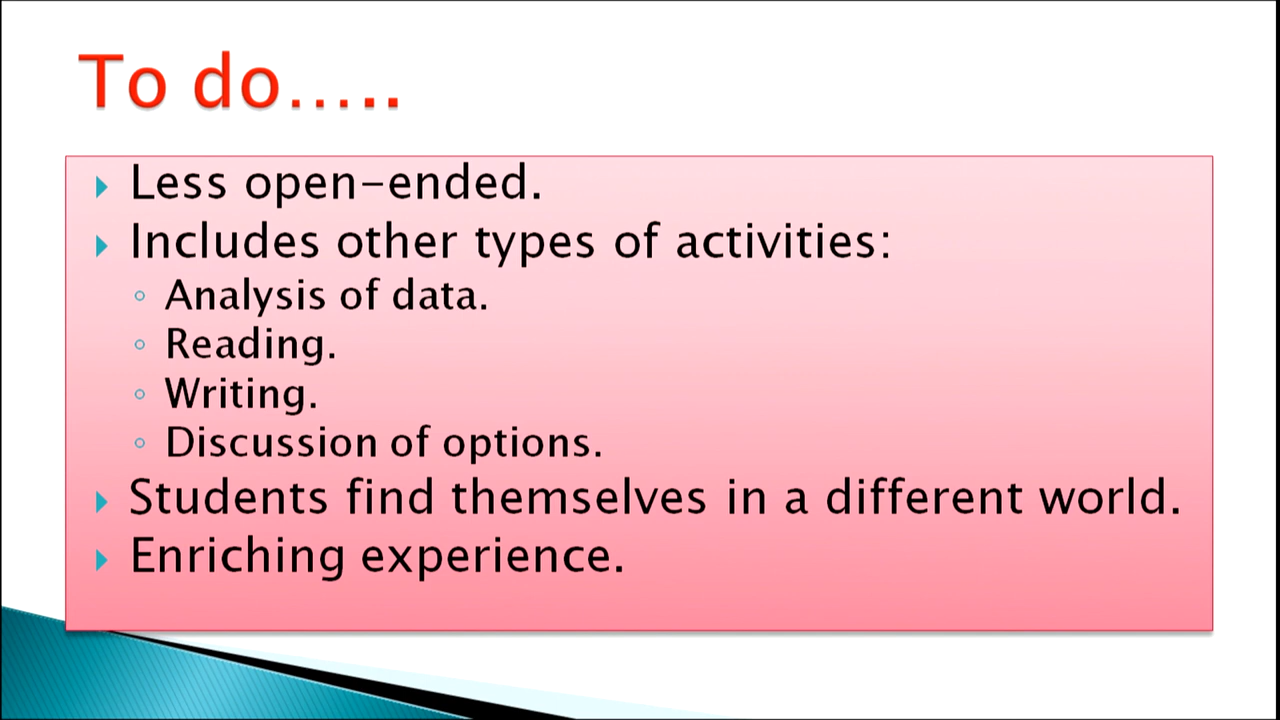 To do…..
Less open-ended.
Includes other types of activities:
Analysis of data.
Reading.
Writing.
Discussion of options.
Students find themselves in a different world.
Enriching experience.